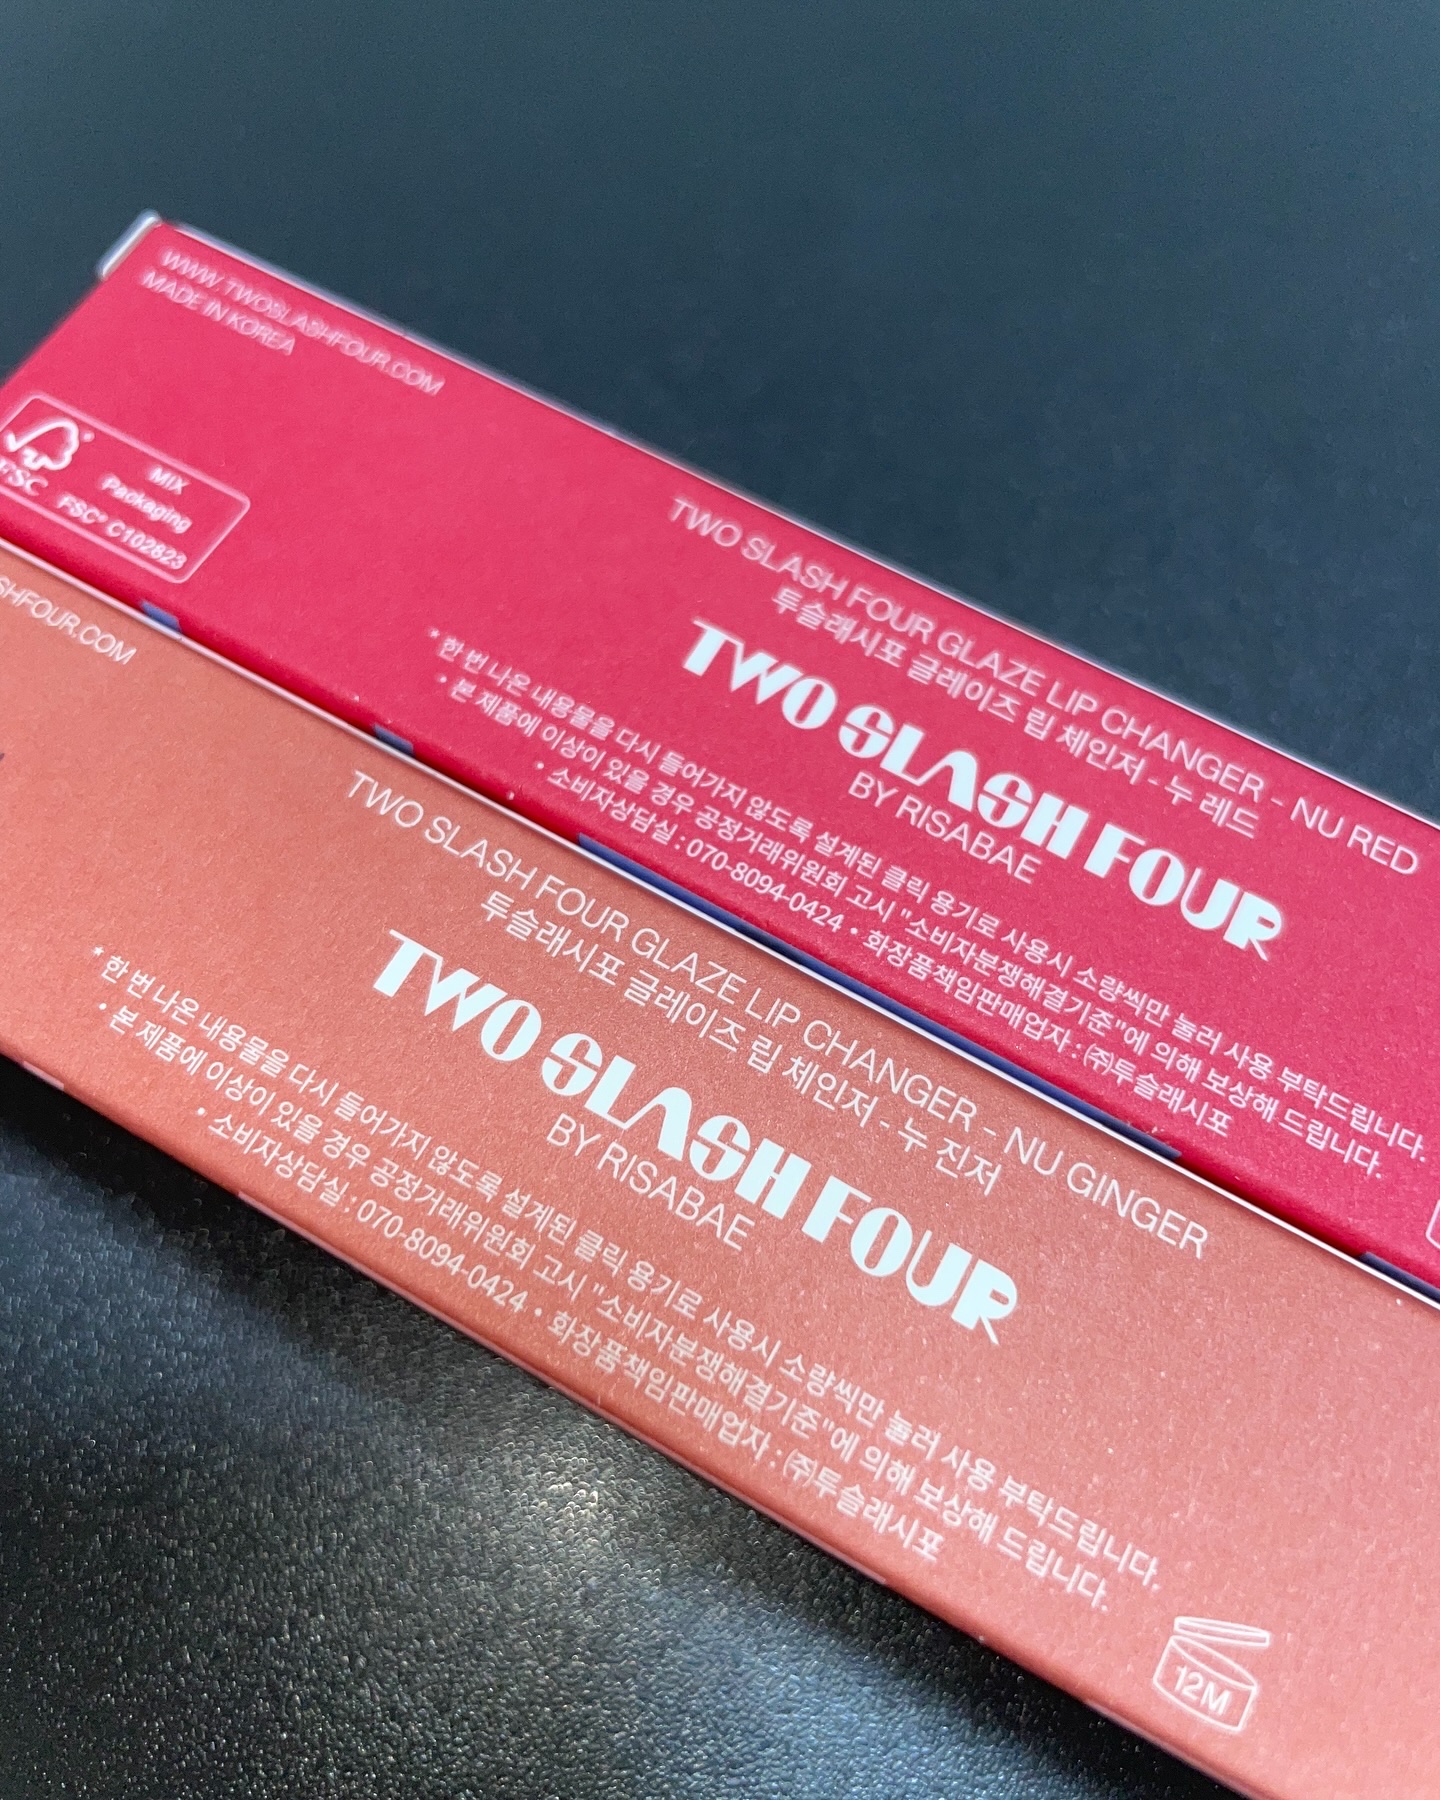 WWW.TWOSLASHFOUR.COM
MADE IN KOREA
FSC
MIX
Packaging
FSC® C102823
TWO SLASH FOUR GLAZE LIP CHANGER - NU RED
투슬래시포 글레이즈 립 체인저 - 누 레드
TWO SLASH FOUR
BY RISABAE
* 한 번 나온 내용물을 다시 들어가지 않도록 설계된 클릭 용기로 사용시 소량씩만 눌러 사용 부탁드립니다.
• 본 제품에 이상이 있을 경우 공정거래위원회 고시 "소비자분쟁해결기준"에 의해 보상해 드립니다.
• 소비자상담실 : 070-8094-0424 • 화장품책임판매업자 : ㈜투슬래시포
SHFOUR.COM
TWO SLASH FOUR GLAZE LIP CHANGER - NU GINGER
투슬래시포 글레이즈 립 체인저 - 누 진저
TWO SLASH FOUR
BY RISABAE
* 한 번 나온 내용물을 다시 들어가지 않도록 설계된 클릭 용기로 사용시 소량씩만 눌러 사용 부탁드립니다.
• 본 제품에 이상이 있을 경우 공정거래위원회 고시 "소비자분쟁해결기준"에 의해 보상해 드립니다.
• 소비자상담실 : 070-8094-0424 • 화장품책임판매업자 : ㈜투슬래시포
12M